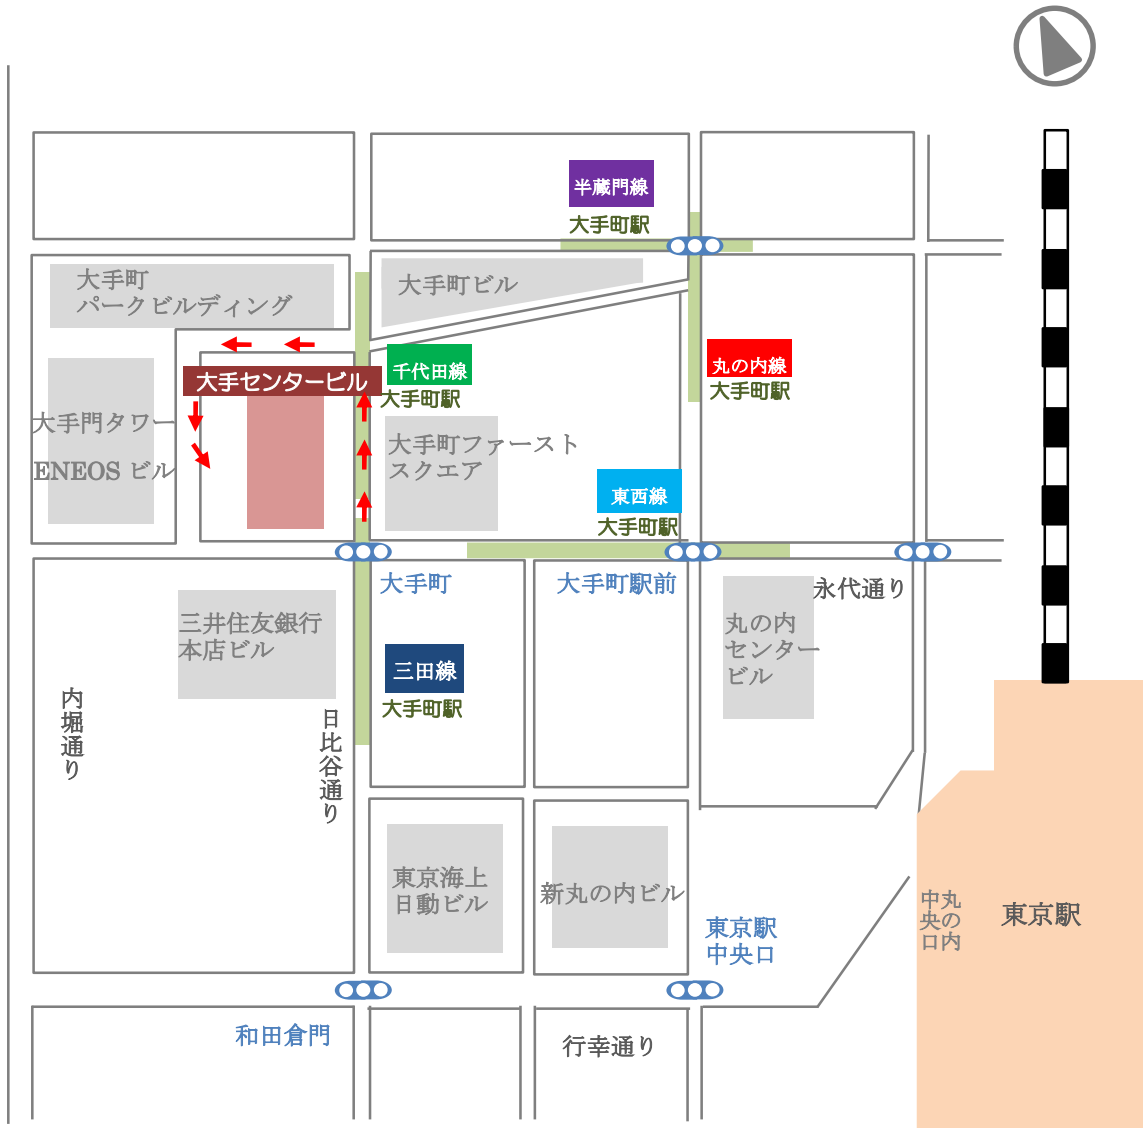 半蔵門線
大手町駅
大手町
パークビルディング
大手町ビル
千代田線
大手町駅
丸の内線
大手町駅
大手センタービル
大手門タワー
ENEOS ビル
大手町ファースト
スクエア
東西線
大手町駅
大手町
大手町駅前
永代通り
三井住友銀行
本店ビル
丸の内
センター
ビル
三田線
大手町駅
内堀通り
日比谷通り
東京海上
日動ビル
新丸の内ビル
東京駅
中央口
丸の内
中央口
東京駅
和田倉門
行幸通り